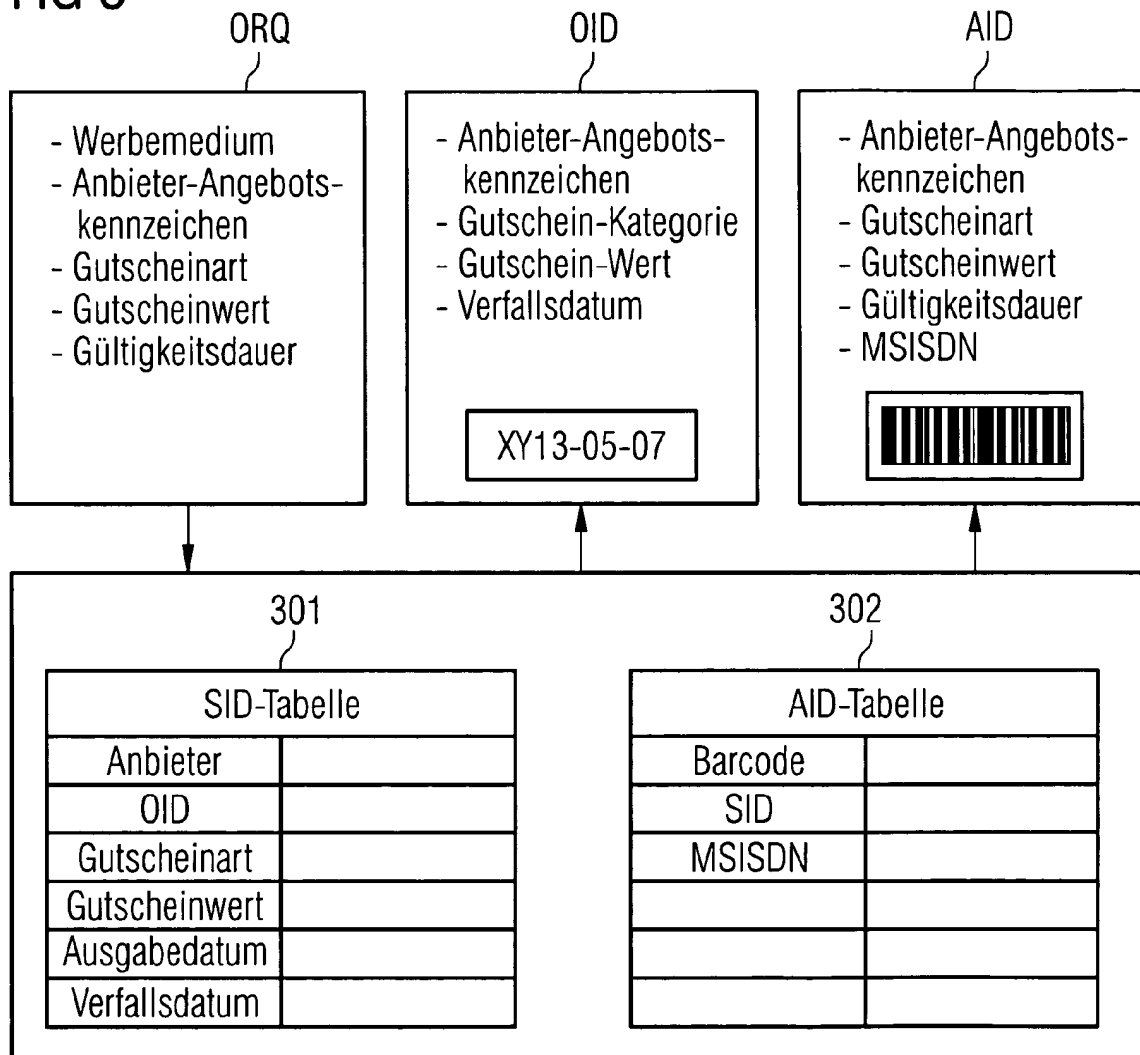 ORQ
OID
AID
- Werbemedium
- Anbieter-Angebots-
kennzeichen
- Gutscheinart
- Gutscheinwert
- Gültigkeitsdauer
- Anbieter-Angebots-
kennzeichen
- Gutschein-Kategorie
- Gutschein-Wert
- Verfallsdatum
XY13-05-07
- Anbieter-Angebots-
kennzeichen
- Gutscheinart
- Gutscheinwert
- Gültigkeitsdauer
- MSISDN
301
SID-Tabelle
Anbieter
OID
Gutscheinart
Gutscheinwert
Ausgabedatum
Verfallsdatum
302
AID-Tabelle
Barcode
SID
MSISDN